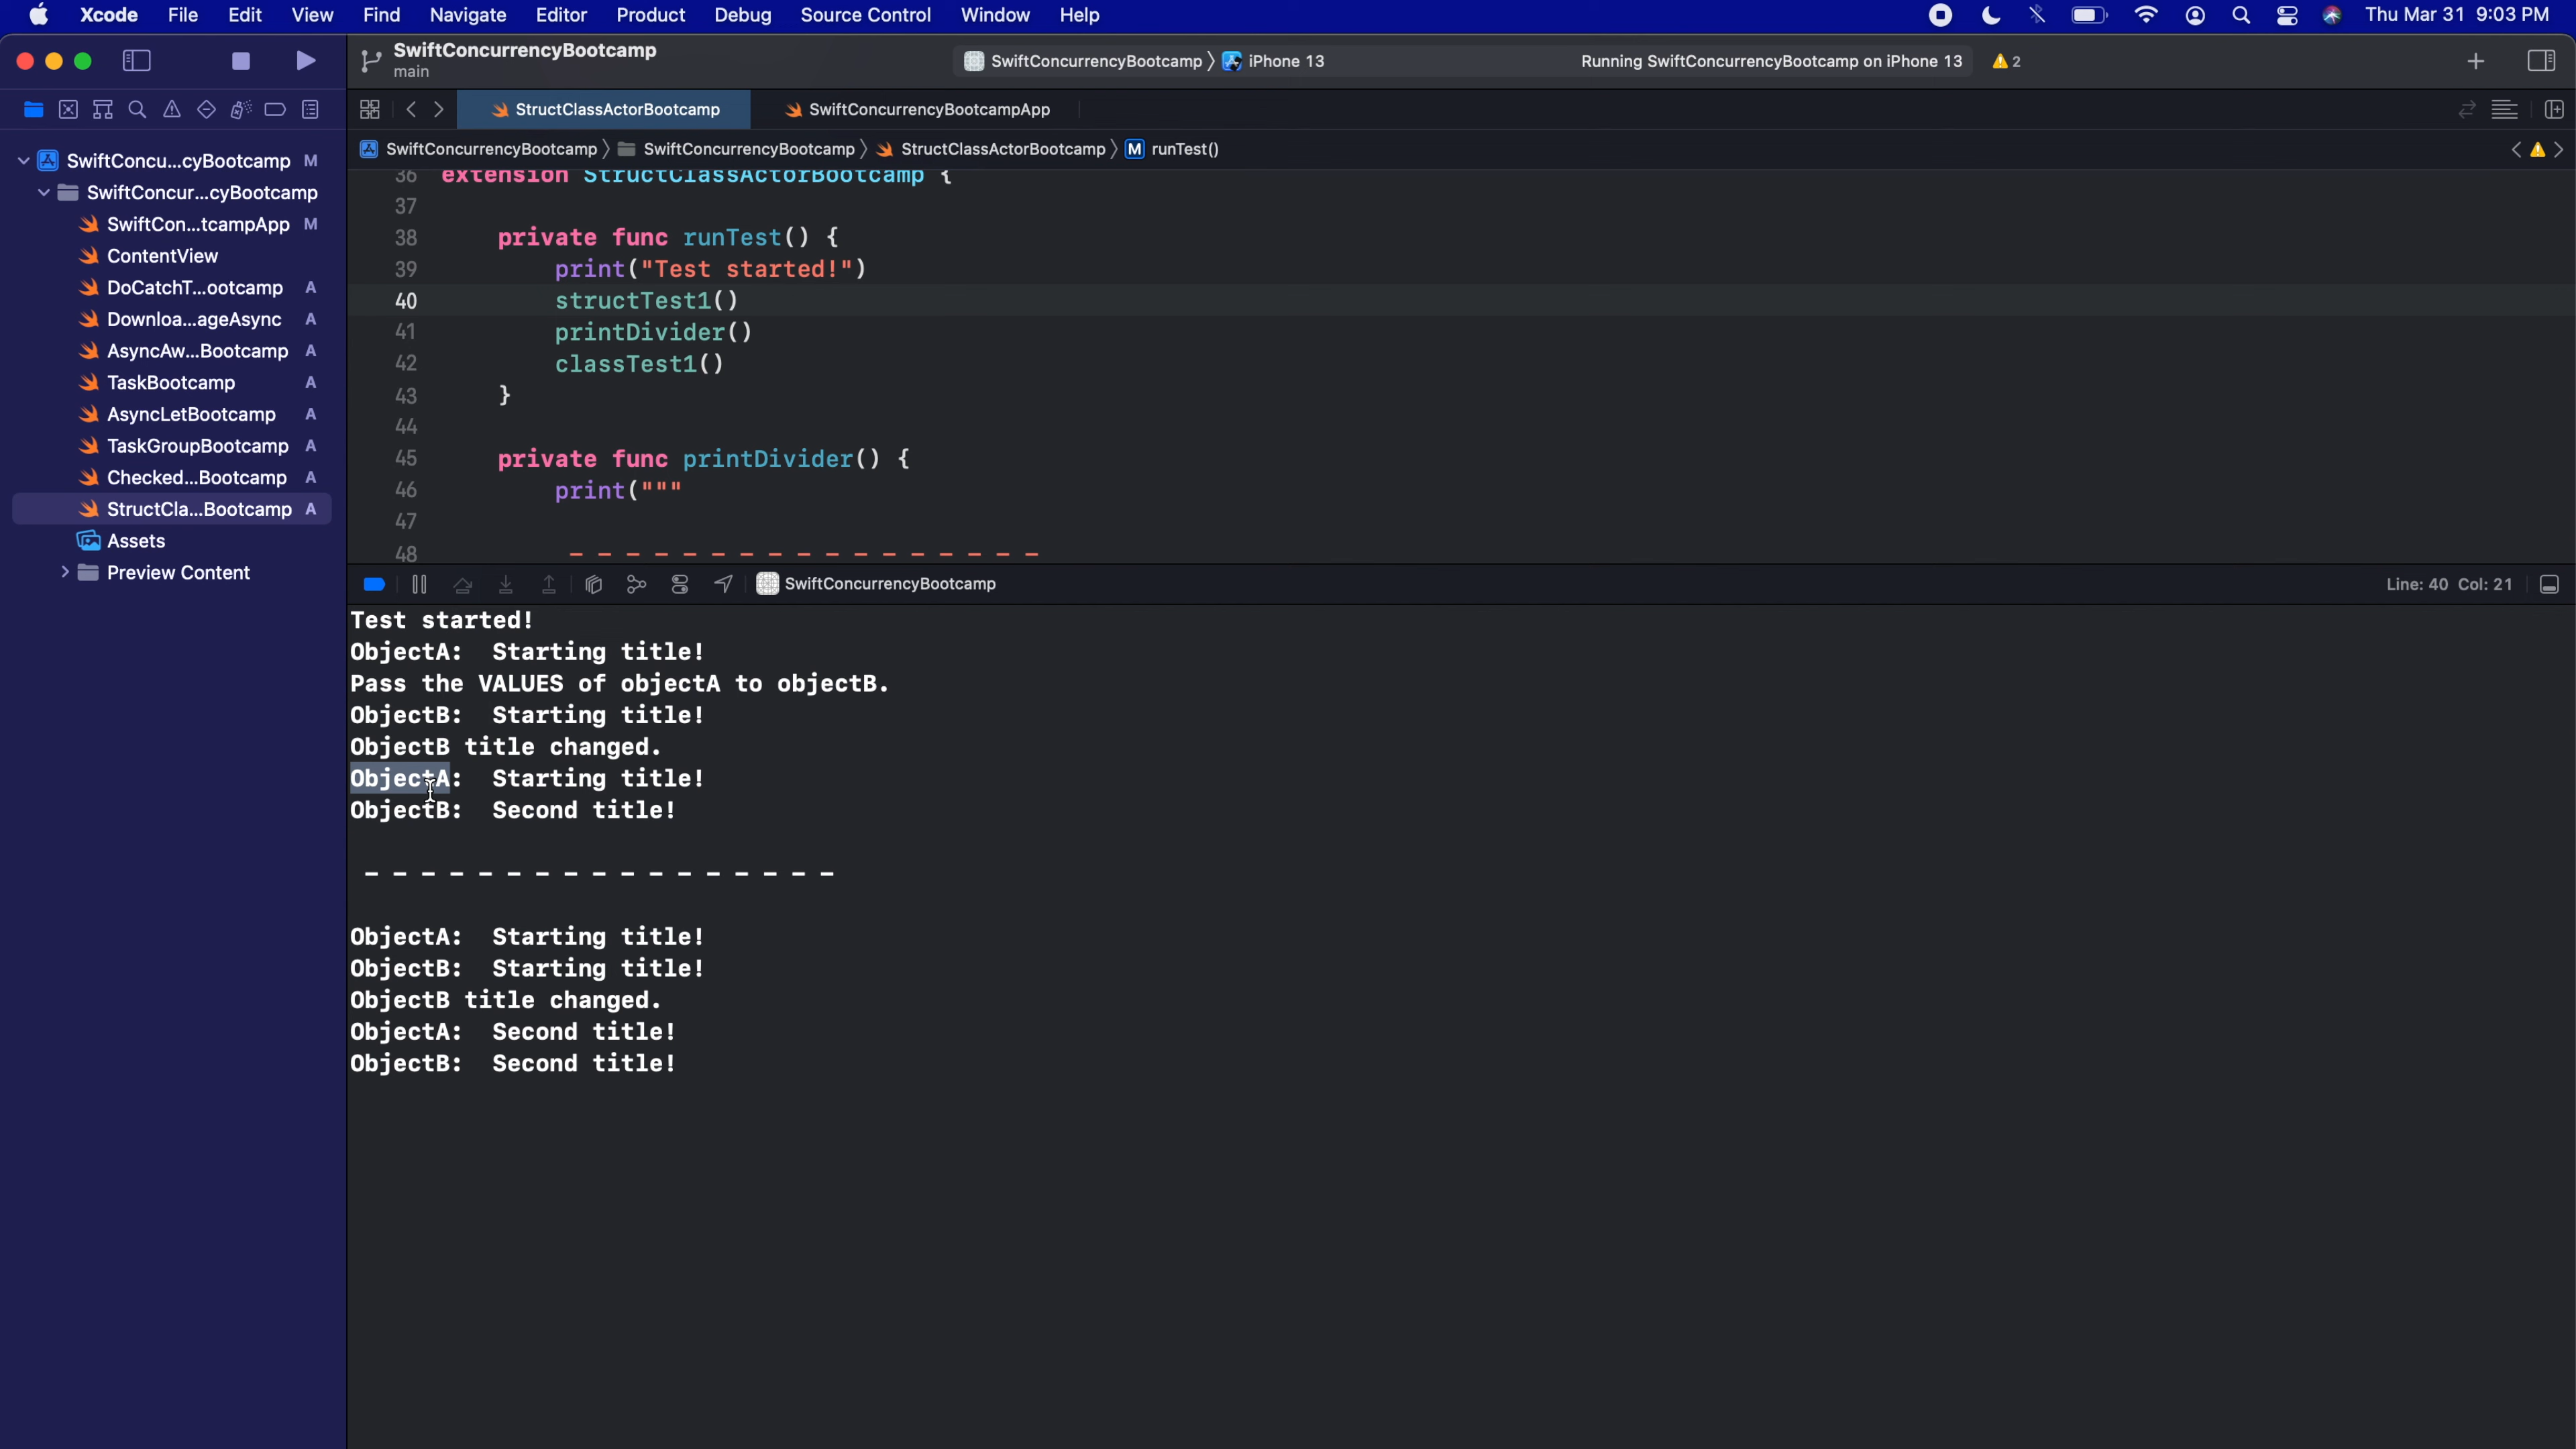 Xcode File Edit View Find Navigate Editor Product Debug Source Control Window Help Thu Mar 31 9:03 PM
SwiftConcurrencyBootcamp
main
SwiftConcurrencyBootcamp iPhone 13 Running SwiftConcurrencyBootcamp on iPhone 13 2
StructClassActorBootcamp SwiftConcurrencyBootcampApp
SwiftConcurrencyBootcamp SwiftConcurrencyBootcamp StructClassActorBootcamp M runTest()
SwiftConcu...cyBootcamp M
SwiftConcur...cyBootcamp
SwiftCon...tcampApp M
ContentView
DoCatchT...ootcamp A
Downloa...ageAsync A
AsyncAw...Bootcamp A
TaskBootcamp A
AsyncLetBootcamp A
TaskGroupBootcamp A
Checked...Bootcamp A
StructCla...Bootcamp A
Assets
Preview Content
36 extension StructClassActorBootcamp {
37
38 private func runTest() {
39 print("Test started!")
40 structTest1()
41 printDivider()
42 classTest1()
43 }
44
45 private func printDivider() {
46 print("""
47
48 - - - - - - - - - - - - - - - - -
SwiftConcurrencyBootcamp Line: 40 Col: 21
Test started!
ObjectA:  Starting title!
Pass the VALUES of objectA to objectB.
ObjectB:  Starting title!
ObjectB title changed.
ObjectA:  Starting title!
ObjectB:  Second title!
- - - - - - - - - - - - - - - - -
ObjectA:  Starting title!
ObjectB:  Starting title!
ObjectB title changed.
ObjectA:  Second title!
ObjectB:  Second title!